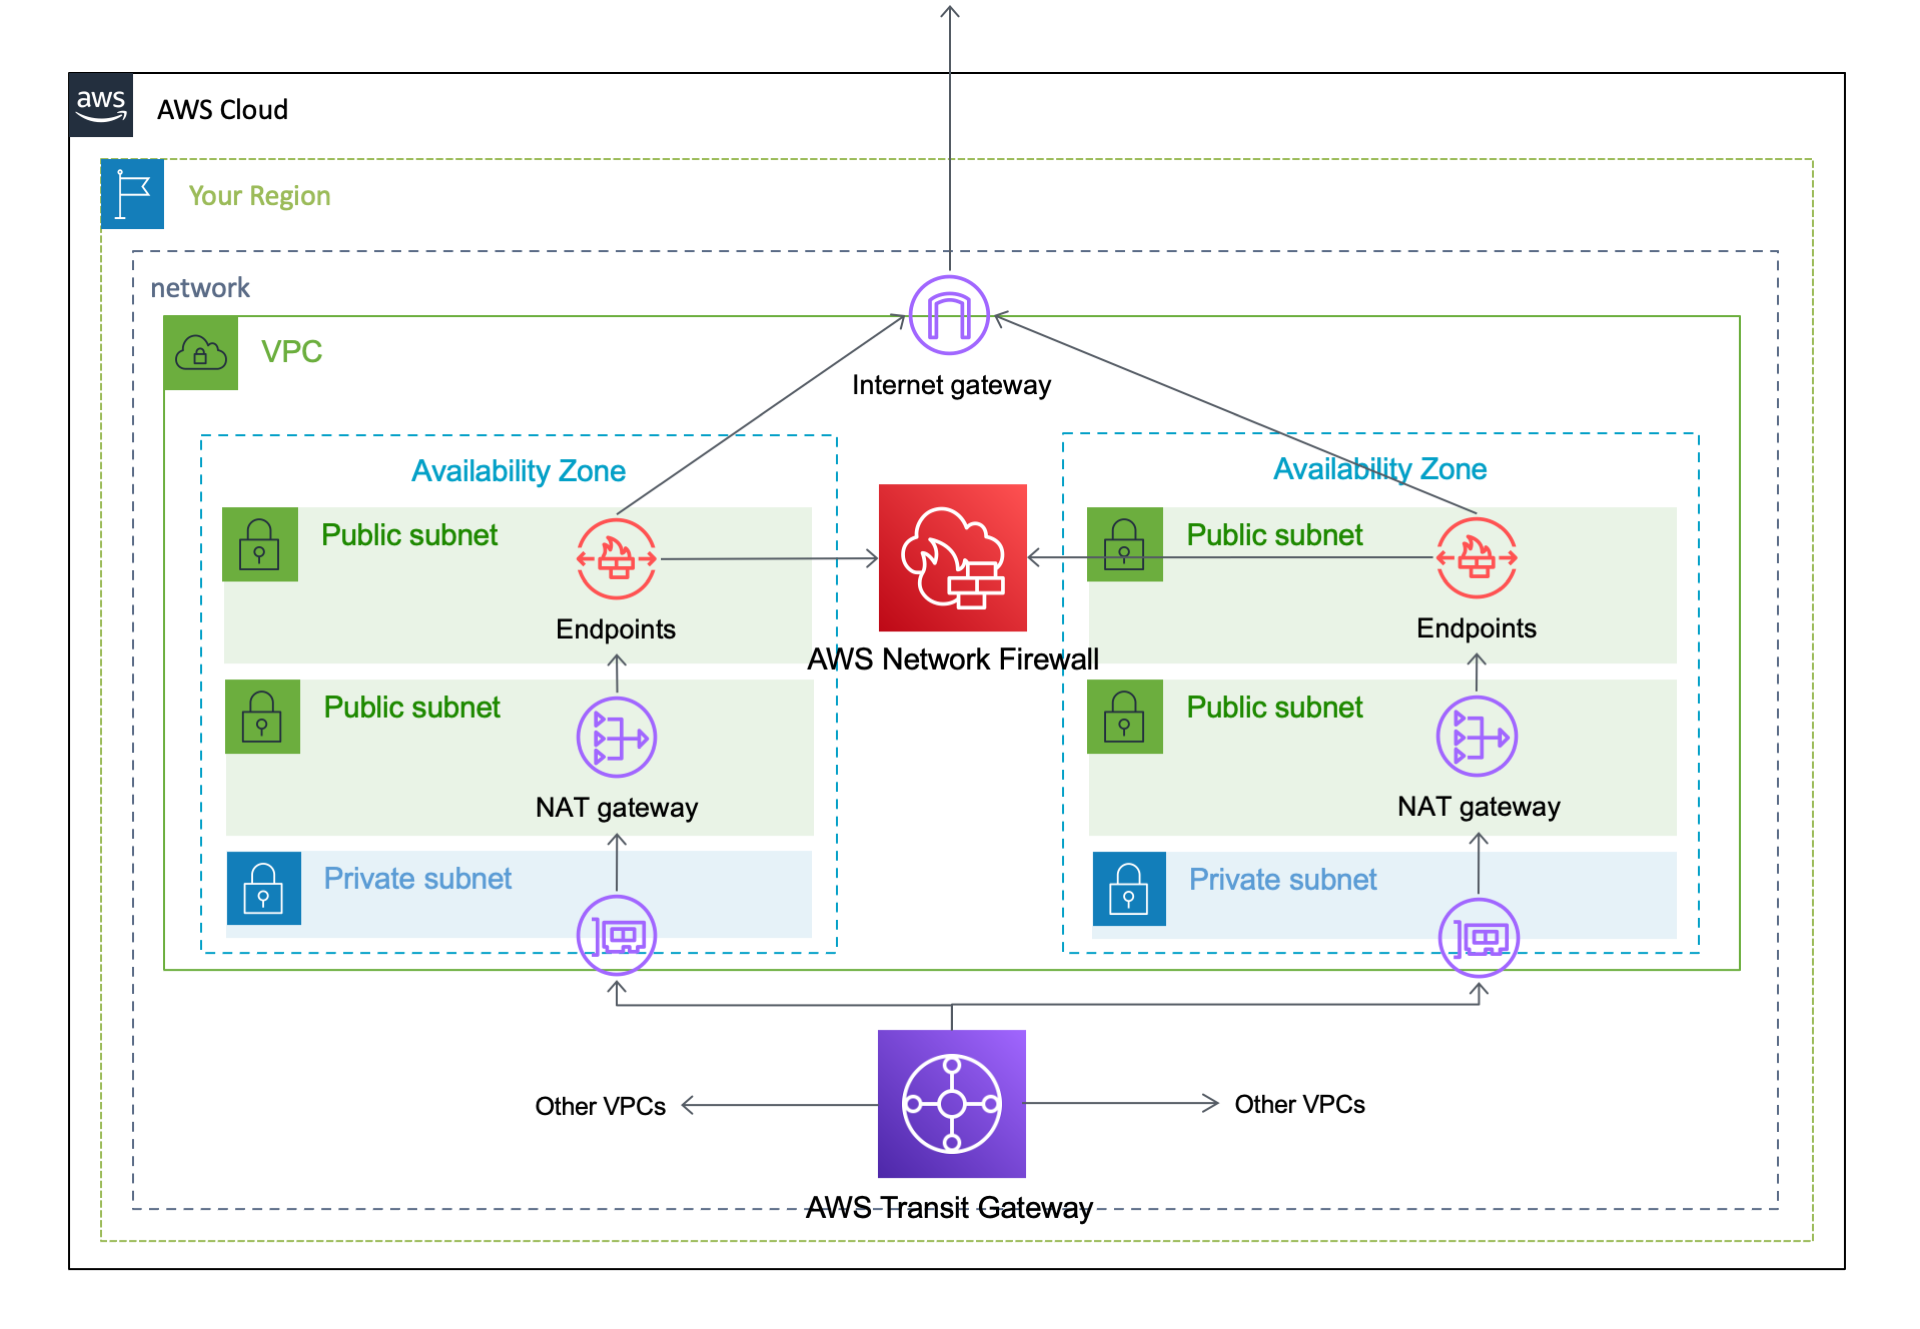 aws
AWS Cloud
Your Region
network
VPC
Internet gateway
Availability Zone
Availability Zone
Public subnet
Public subnet
Endpoints
Endpoints
AWS Network Firewall
Public subnet
Public subnet
NAT gateway
NAT gateway
Private subnet
Private subnet
Other VPCs
Other VPCs
AWS Transit Gateway